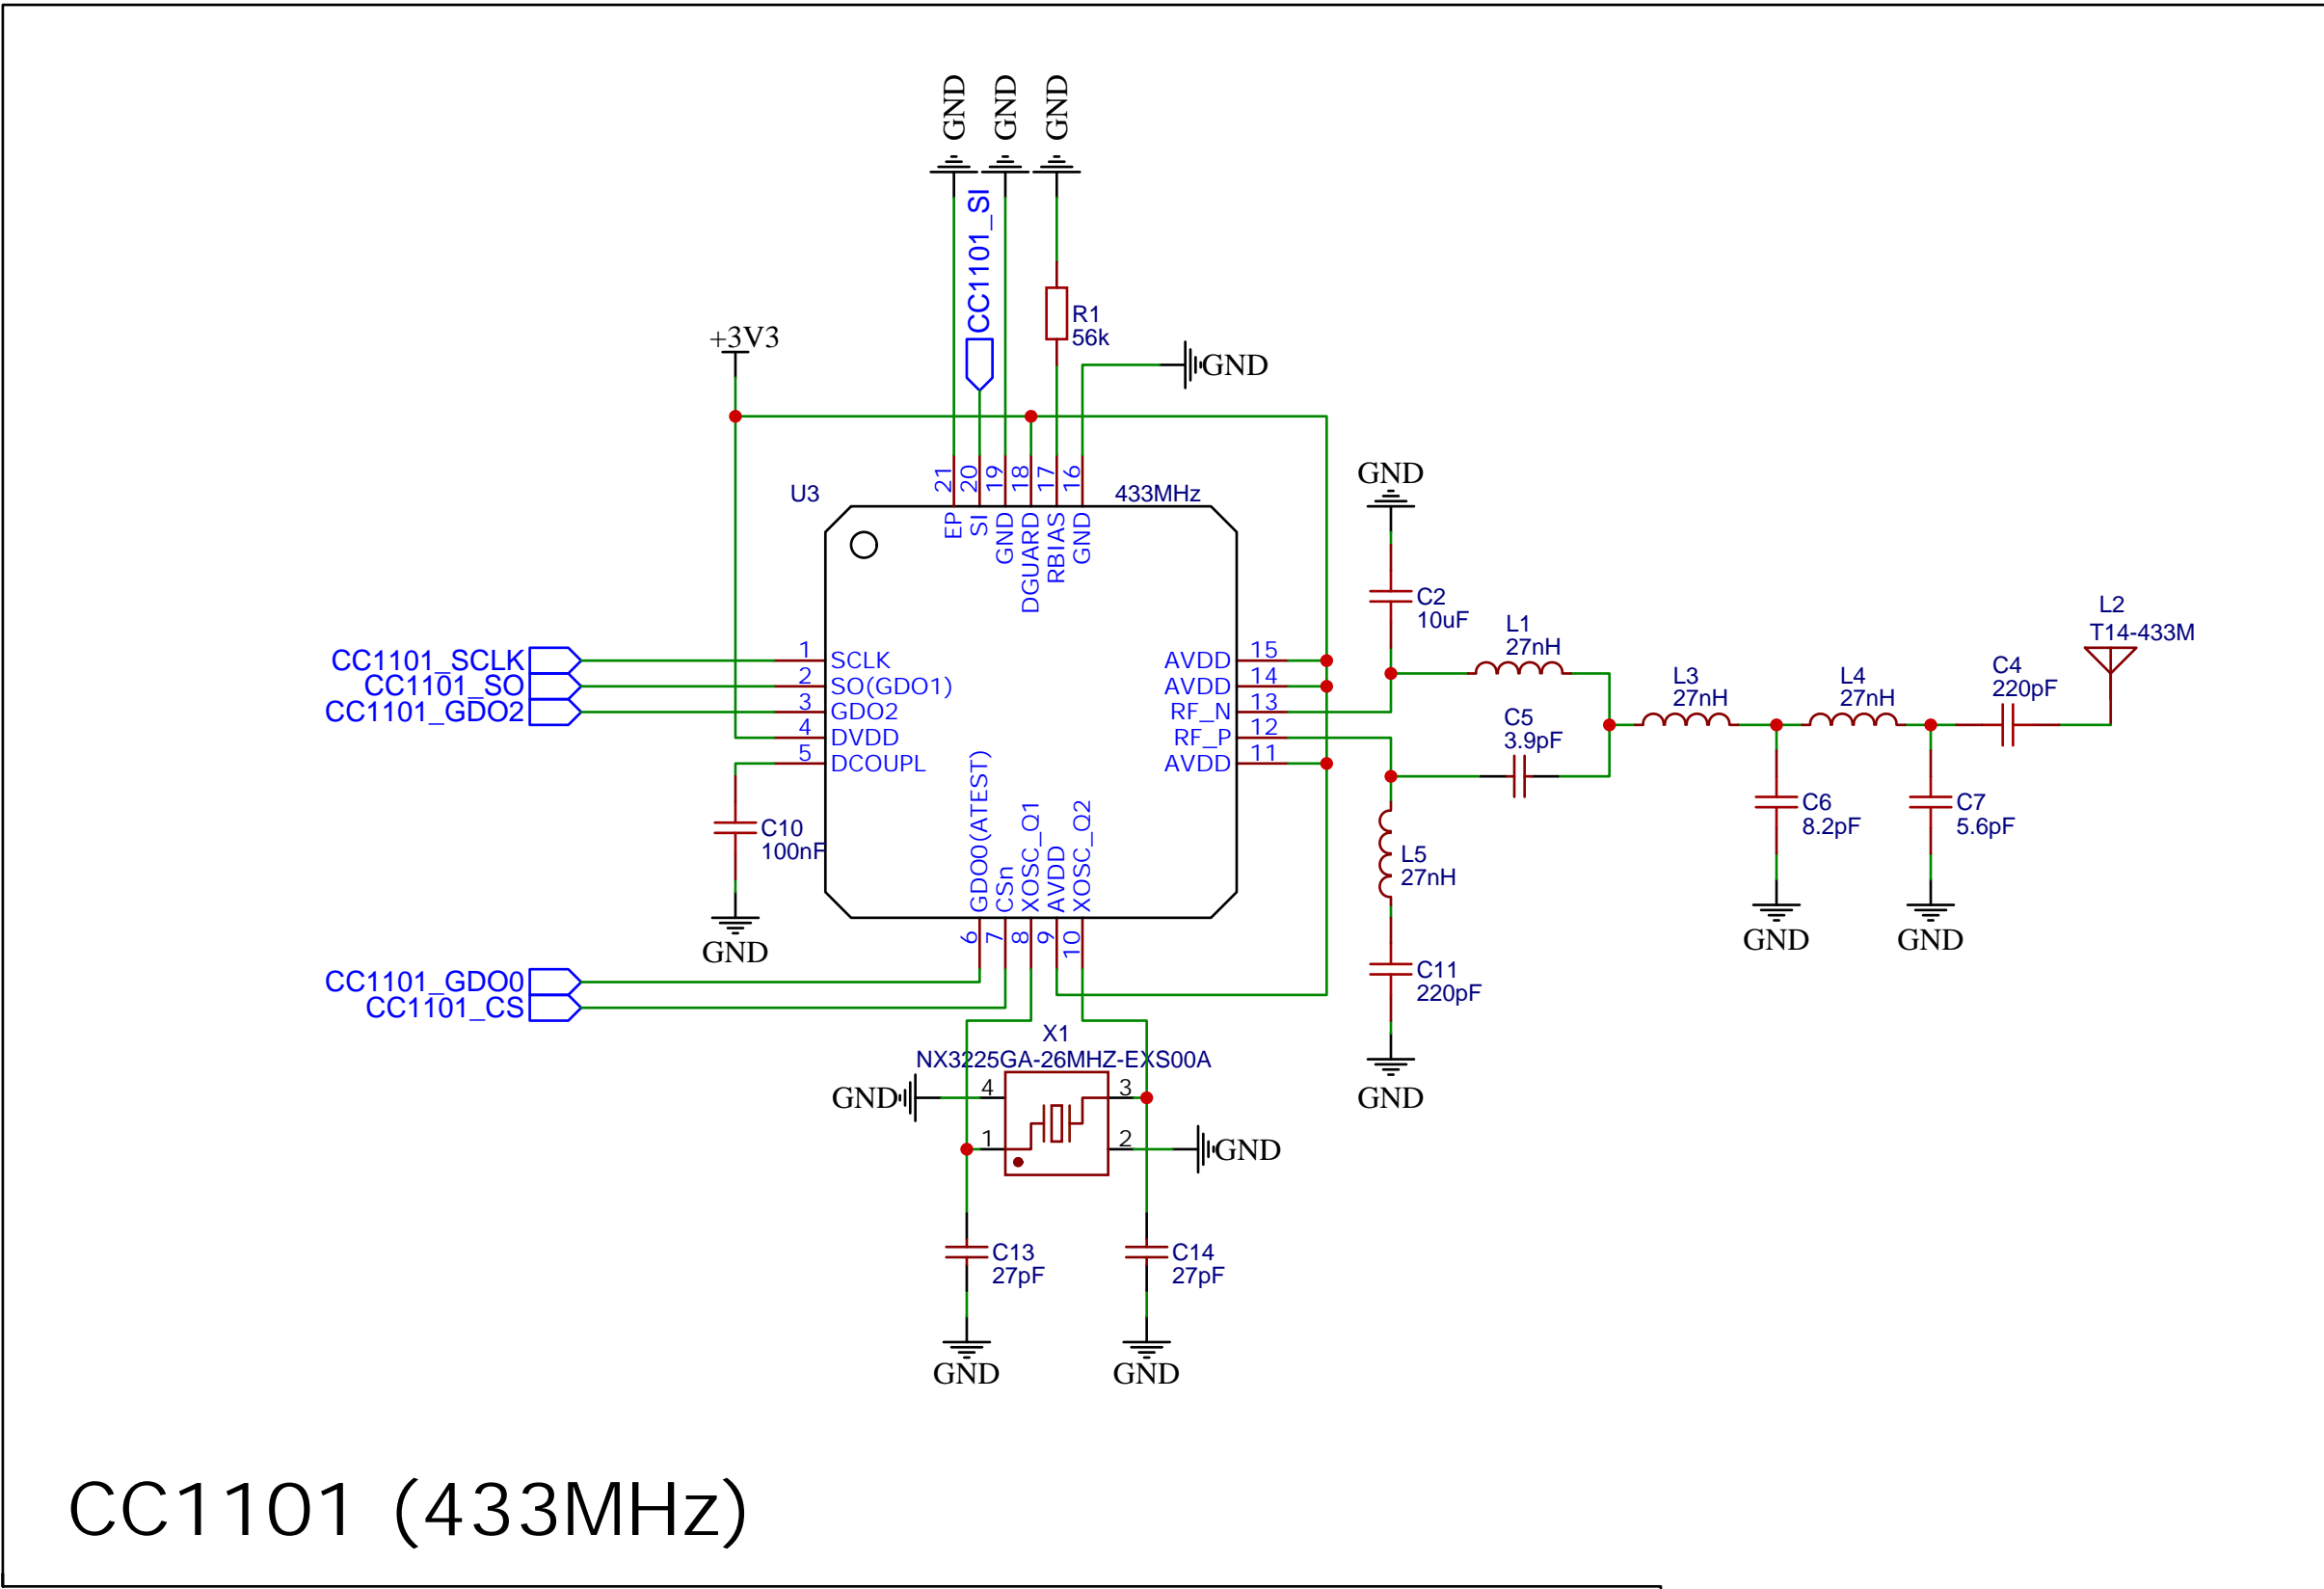 GND
GND
GND
CC1101_SI
R1
56k
+3V3
GND
GND
U3
433MHz
21
20
19
18
17
16
EP
SI
GND
DGUARD
RBIAS
GND
C2
10uF
L1
27nH
L2
T14-433M
CC1101_SCLK
1
SCLK
CC1101_SO
2
SO(GDO1)
CC1101_GDO2
3
GDO2
4
DVDD
5
DCOUPL
AVDD
15
AVDD
14
RF_N
13
RF_P
12
AVDD
11
L3
27nH
L4
27nH
C4
220pF
C5
3.9pF
C6
8.2pF
C7
5.6pF
GND
GND
C10
100nF
GND
GDO0(ATEST)
CSn
XOSC_Q1
AVDD
XOSC_Q2
6
7
8
9
10
L5
27nH
C11
220pF
GND
CC1101_GDO0
CC1101_CS
X1
NX3225GA-26MHZ-EXS00A
GND
4
3
1
2
GND
C13
27pF
C14
27pF
GND
GND
CC1101 (433MHz)